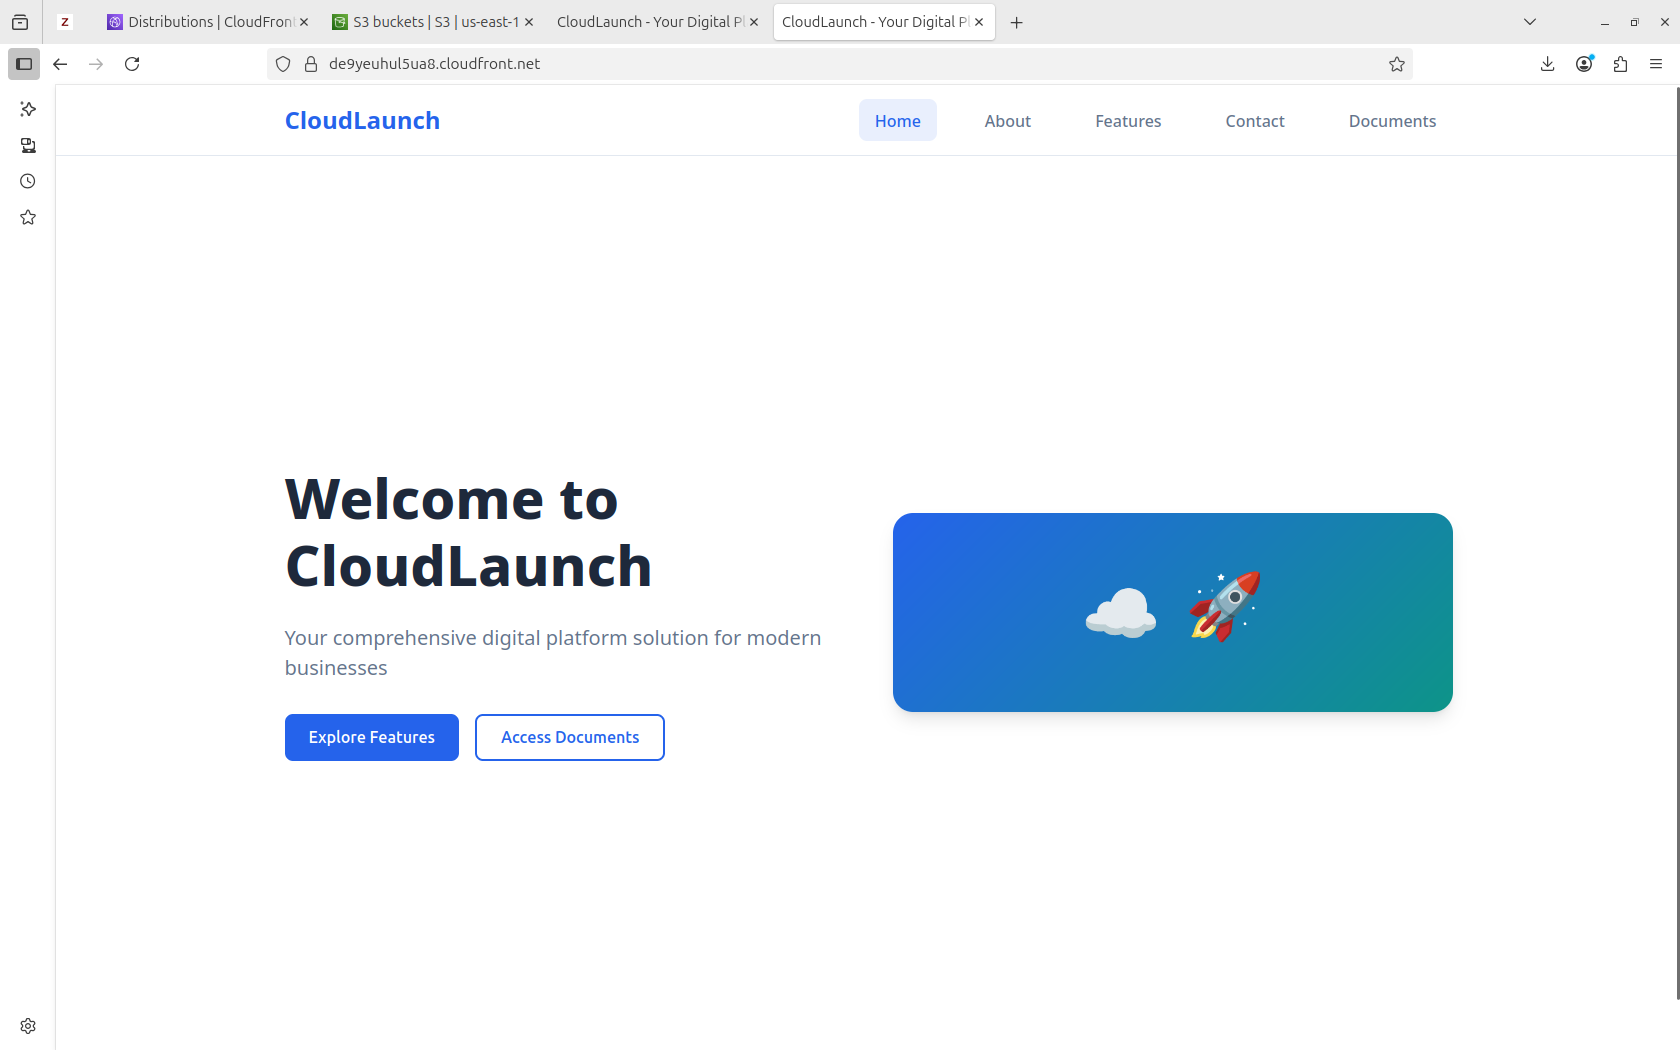 Z
Distributions | CloudFront
S3 buckets | S3 | us-east-1
CloudLaunch - Your Digital Pl
CloudLaunch - Your Digital Pl
de9yeuhul5ua8.cloudfront.net
CloudLaunch
Home
About
Features
Contact
Documents
Welcome to
CloudLaunch
Your comprehensive digital platform solution for modern
businesses
Explore Features
Access Documents